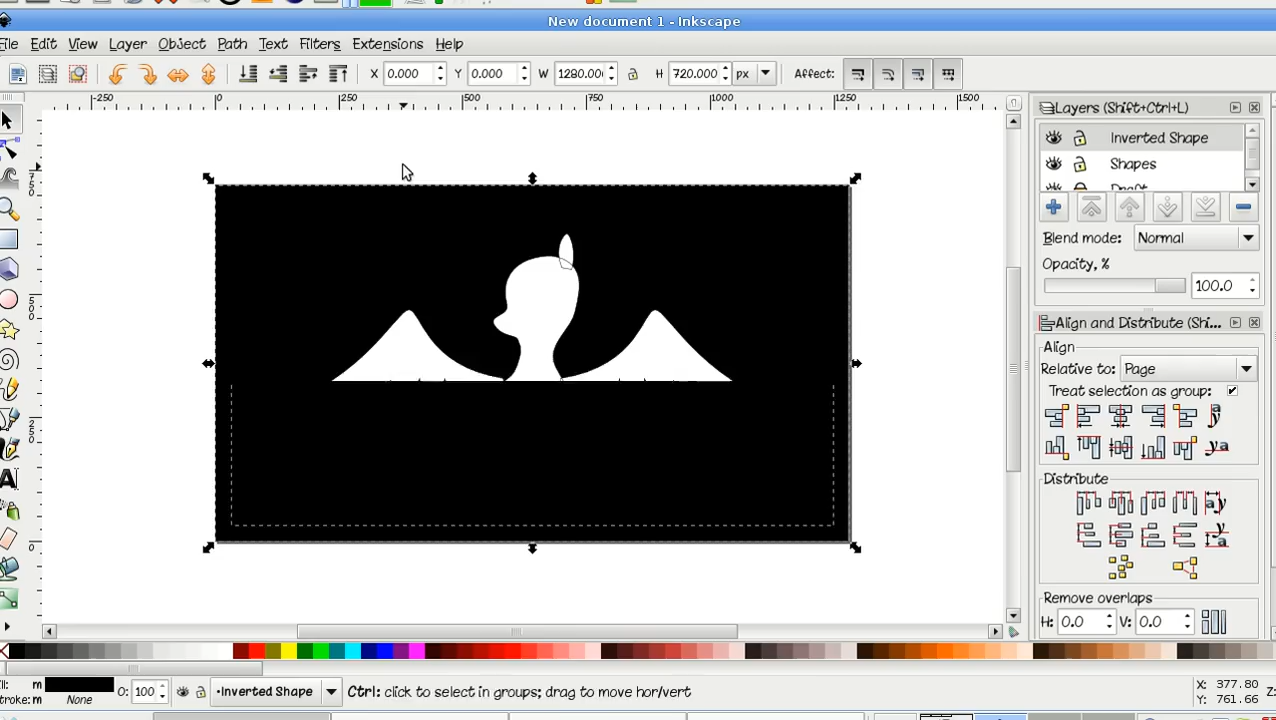 New document 1 - Inkscape
File Edit View Layer Object Path Text Filters Extensions Help
X 0.000 Y 0.000 W 1280.00 H 720.000 px Affect:
-250 0 250 500 750 1000 1250 1500
Layers (Shift+Ctrl+L)
Inverted Shape
Shapes
Draft
Blend mode: Normal
Opacity, %
100.0
Align and Distribute (Shi...
Align
Relative to: Page
Treat selection as group:
Distribute
Remove overlaps
H: 0.0 V: 0.0
Fill: m O: 100 •Inverted Shape Ctrl: click to select in groups; drag to move hor/vert X: 377.80
Stroke: m None Y: 761.66 Z: